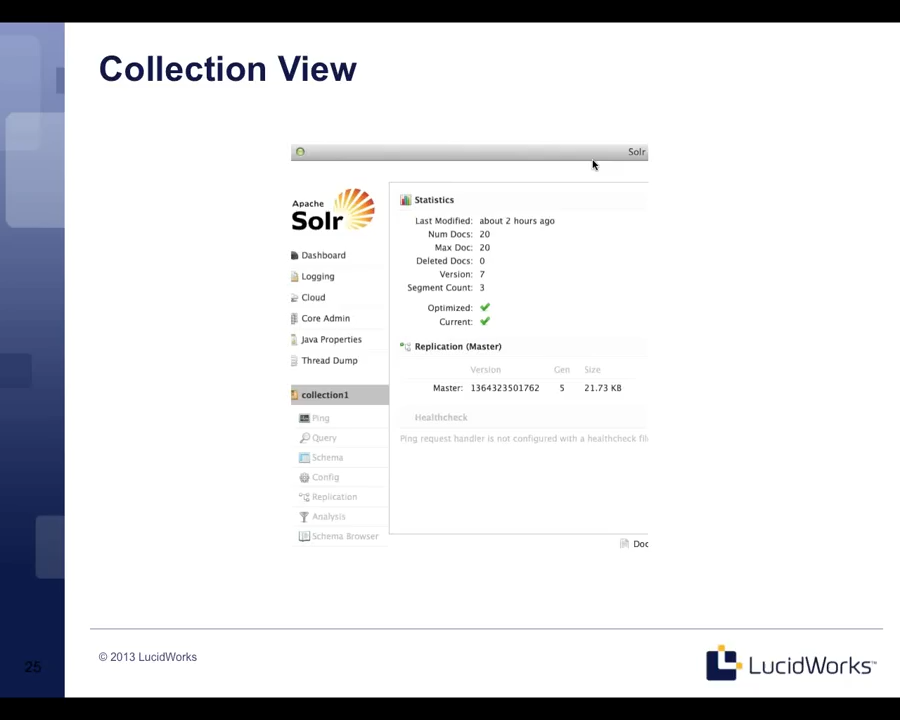 Collection View
Solr
Apache
Solr
Dashboard
Logging
Cloud
Core Admin
Java Properties
Thread Dump
collection1
Ping
Query
Schema
Config
Replication
Analysis
Schema Browser
Statistics
Last Modified: about 2 hours ago
Num Docs: 20
Max Doc: 20
Deleted Docs: 0
Version: 7
Segment Count: 3
Optimized:
Current:
Replication (Master)
Version Gen Size
Master: 1364323501762 5 21.73 KB
Healthcheck
Ping request handler is not configured with a healthcheck
Doc
25
© 2013 LucidWorks
LucidWorks™